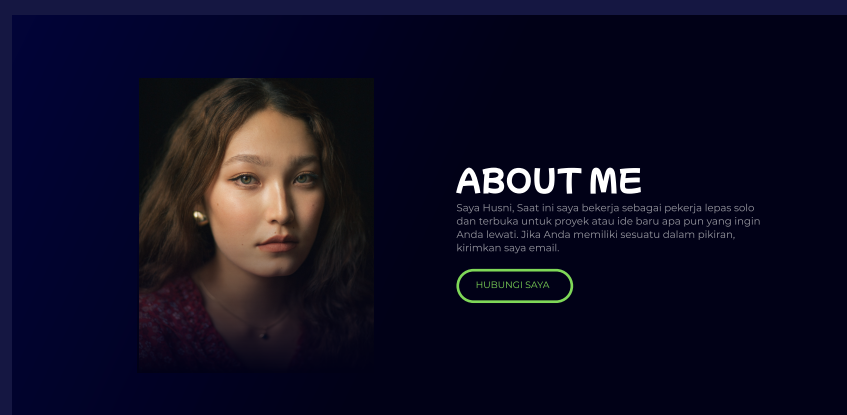 ABOUT ME
Saya Husni, Saat ini saya bekerja sebagai pekerja lepas solo
dan terbuka untuk proyek atau ide baru apa pun yang ingin
Anda lewati. Jika Anda memiliki sesuatu dalam pikiran,
kirimkan saya email.
HUBUNGI SAYA